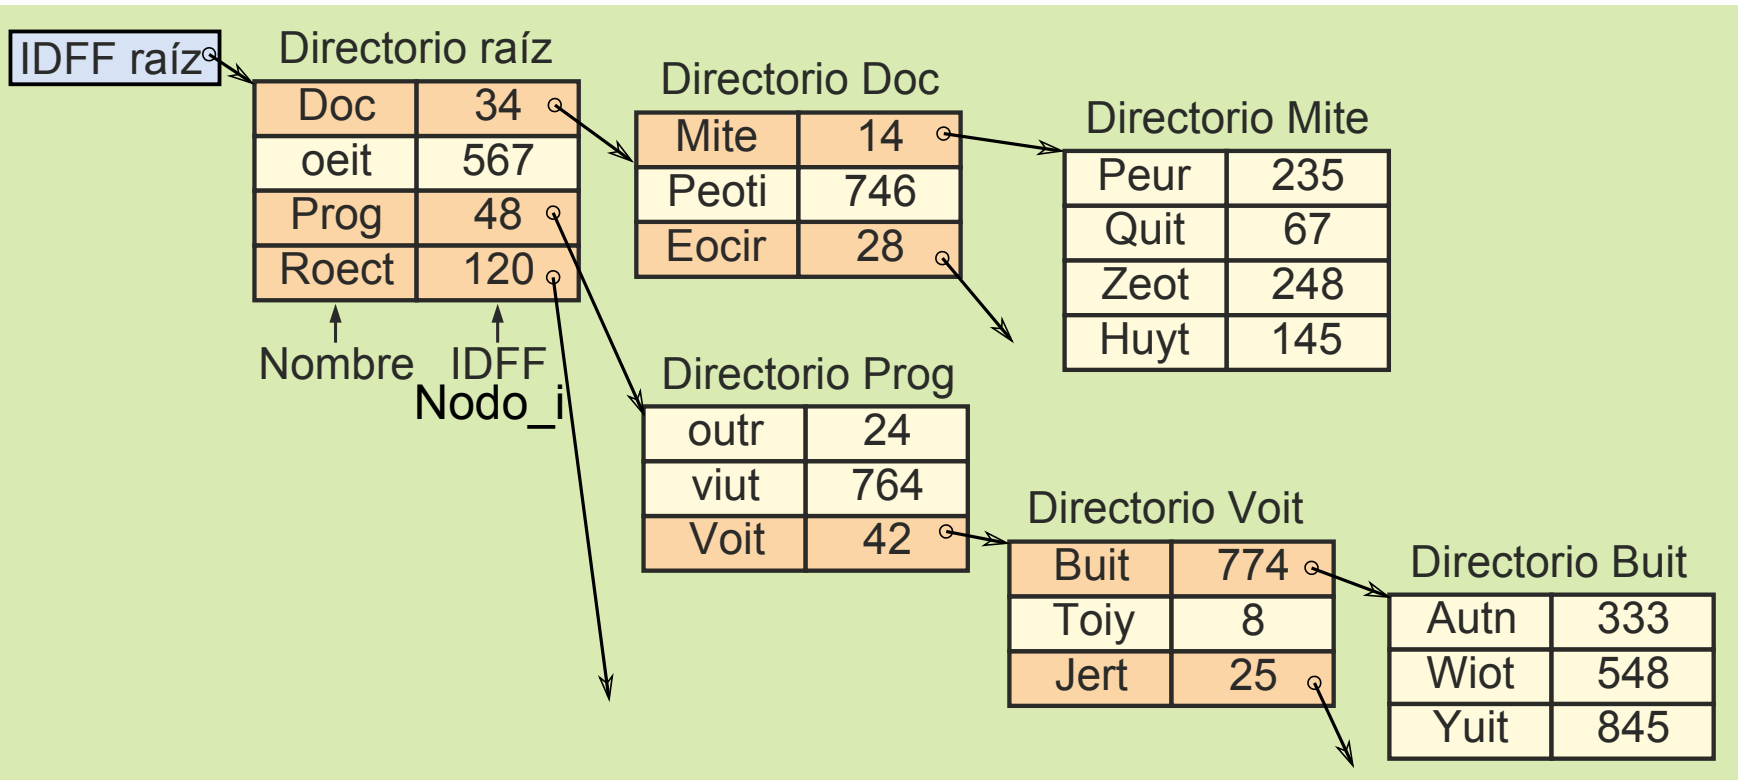 IDFF raíz
Directorio raíz
Doc 34
oeit 567
Prog 48
Roect 120
Nombre IDFF
Nodo_i
Directorio Doc
Mite 14
Peoti 746
Eocir 28
Directorio Mite
Peur 235
Quit 67
Zeot 248
Huyt 145
Directorio Prog
outr 24
viut 764
Voit 42
Directorio Voit
Buit 774
Toiy 8
Jert 25
Directorio Buit
Autn 333
Wiot 548
Yuit 845